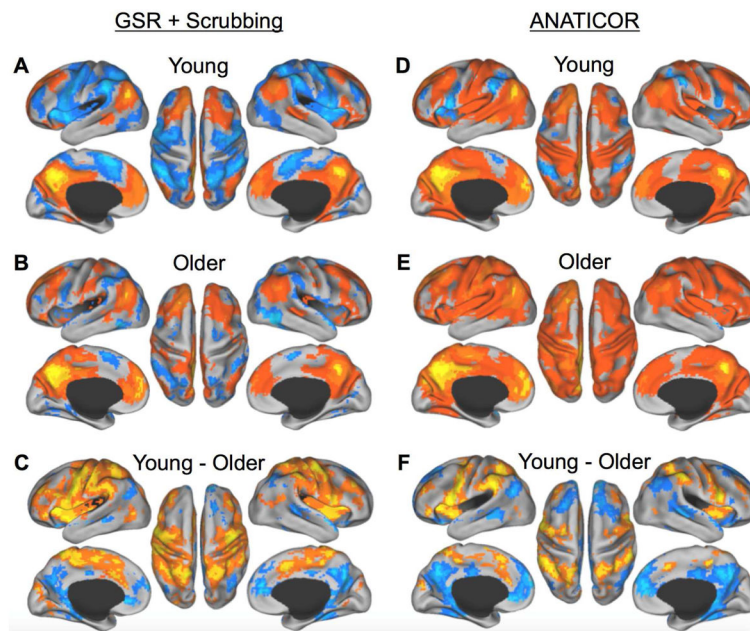 GSR + Scrubbing
ANATICOR
A
Young
D
Young
B
Older
E
Older
C
Young - Older
F
Young - Older